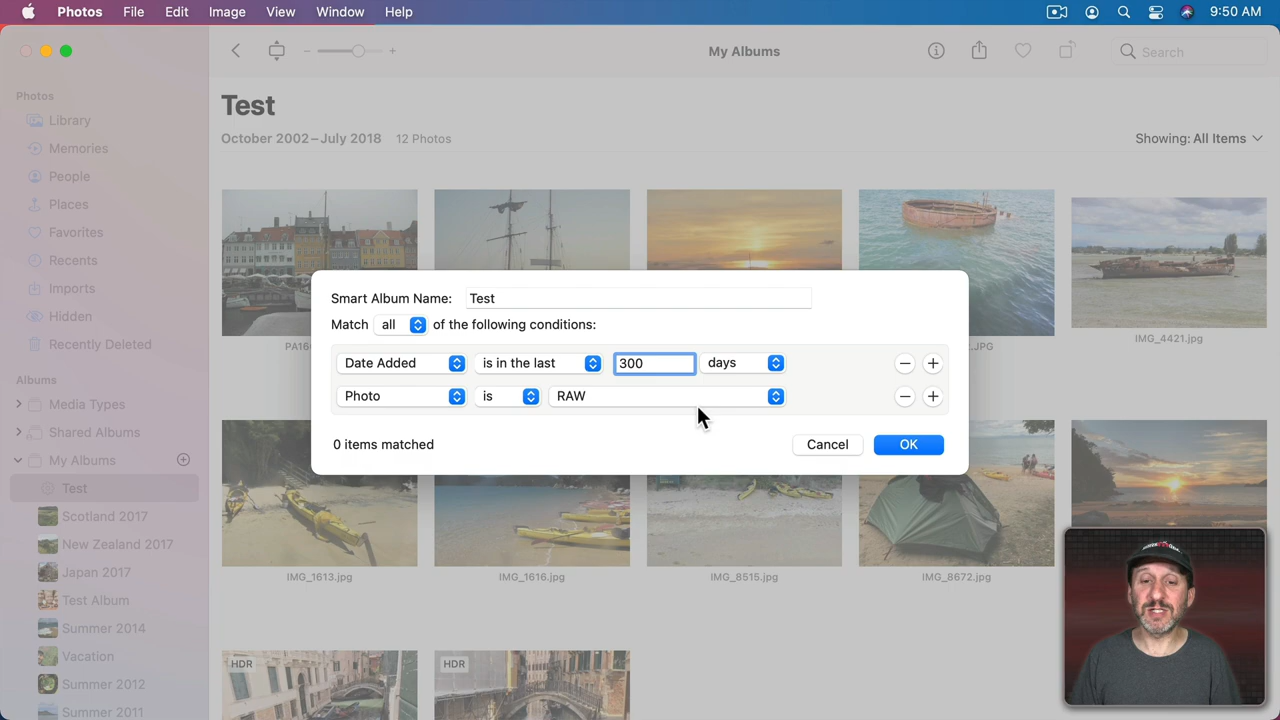 Photos File Edit Image View Window Help 9:50 AM
My Albums
Search
Photos
Library
Memories
People
Places
Favorites
Recents
Imports
Hidden
Recently Deleted
Albums
Media Types
Shared Albums
My Albums
Test
Scotland 2017
New Zealand 2017
Japan 2017
Test Album
Summer 2014
Vacation
Summer 2012
Summer 2011
Test
October 2002–July 2018 12 Photos
Showing: All Items
IMG_4421.jpg
Smart Album Name: Test
Match all of the following conditions:
Date Added is in the last 300 days
Photo is RAW
0 items matched
Cancel OK
IMG_1613.jpg
IMG_1616.jpg
IMG_8515.jpg
IMG_8672.jpg
HDR
HDR